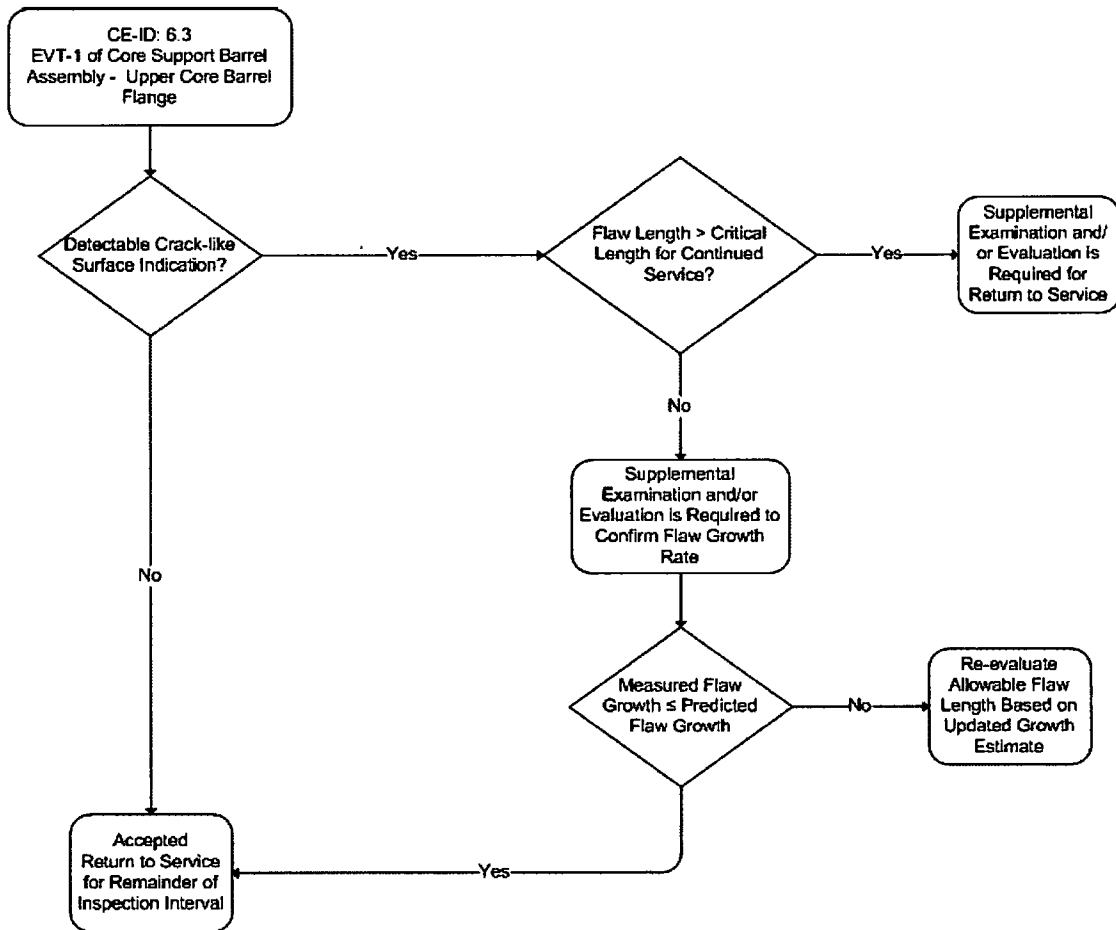 CE-ID: 6.3
EVT-1 of Core Support Barrel
Assembly - Upper Core Barrel
Flange
Detectable Crack-like
Surface Indication?
Yes
Flaw Length > Critical
Length for Continued
Service?
Yes
Supplemental
Examination and/
or Evaluation is
Required for
Return to Service
No
Supplemental
Examination and/or
Evaluation is Required to
Confirm Flaw Growth
Rate
No
Measured Flaw
Growth ≤ Predicted
Flaw Growth
No
Re-evaluate
Allowable Flaw
Length Based on
Updated Growth
Estimate
Accepted
Return to Service
for Remainder of
Inspection Interval
Yes